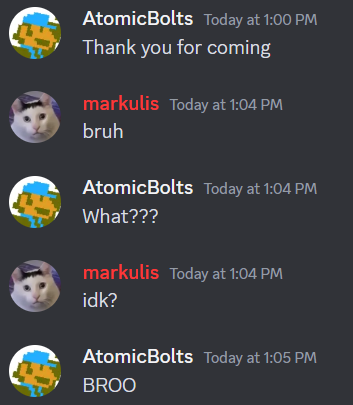 AtomicBolts Today at 1:00 PM
Thank you for coming
markulis Today at 1:04 PM
bruh
AtomicBolts Today at 1:04 PM
What???
markulis Today at 1:04 PM
idk?
AtomicBolts Today at 1:05 PM
BROO